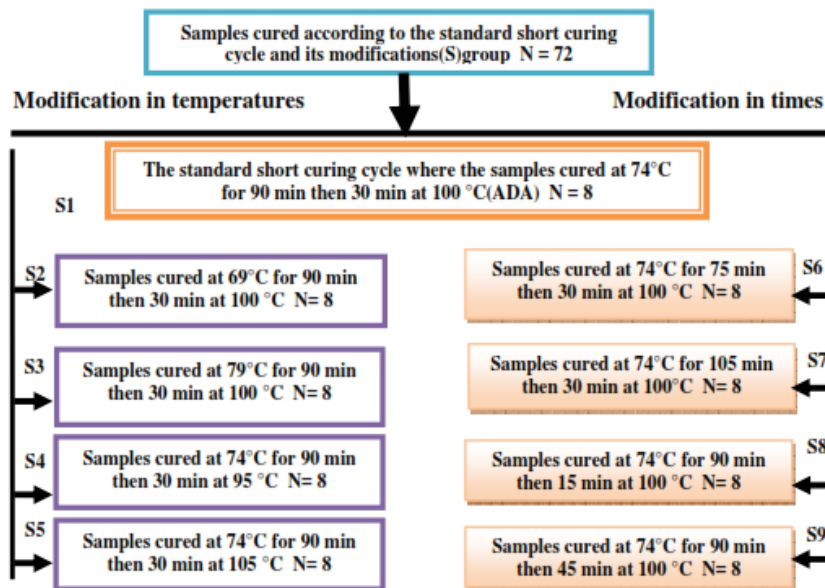 Samples cured according to the standard short curing
cycle and its modifications(S)group N = 72
Modification in temperatures
Modification in times
The standard short curing cycle where the samples cured at 74°C
for 90 min then 30 min at 100 °C(ADA) N = 8
S1
S2
Samples cured at 69°C for 90 min
then 30 min at 100 °C N= 8
S3
Samples cured at 79°C for 90 min
then 30 min at 100 °C N= 8
S4
Samples cured at 74°C for 90 min
then 30 min at 95 °C N= 8
S5
Samples cured at 74°C for 90 min
then 30 min at 105 °C N= 8
S6
Samples cured at 74°C for 75 min
then 30 min at 100 °C N= 8
S7
Samples cured at 74°C for 105 min
then 30 min at 100°C N= 8
S8
Samples cured at 74°C for 90 min
then 15 min at 100 °C N= 8
S9
Samples cured at 74°C for 90 min
then 45 min at 100 °C N= 8